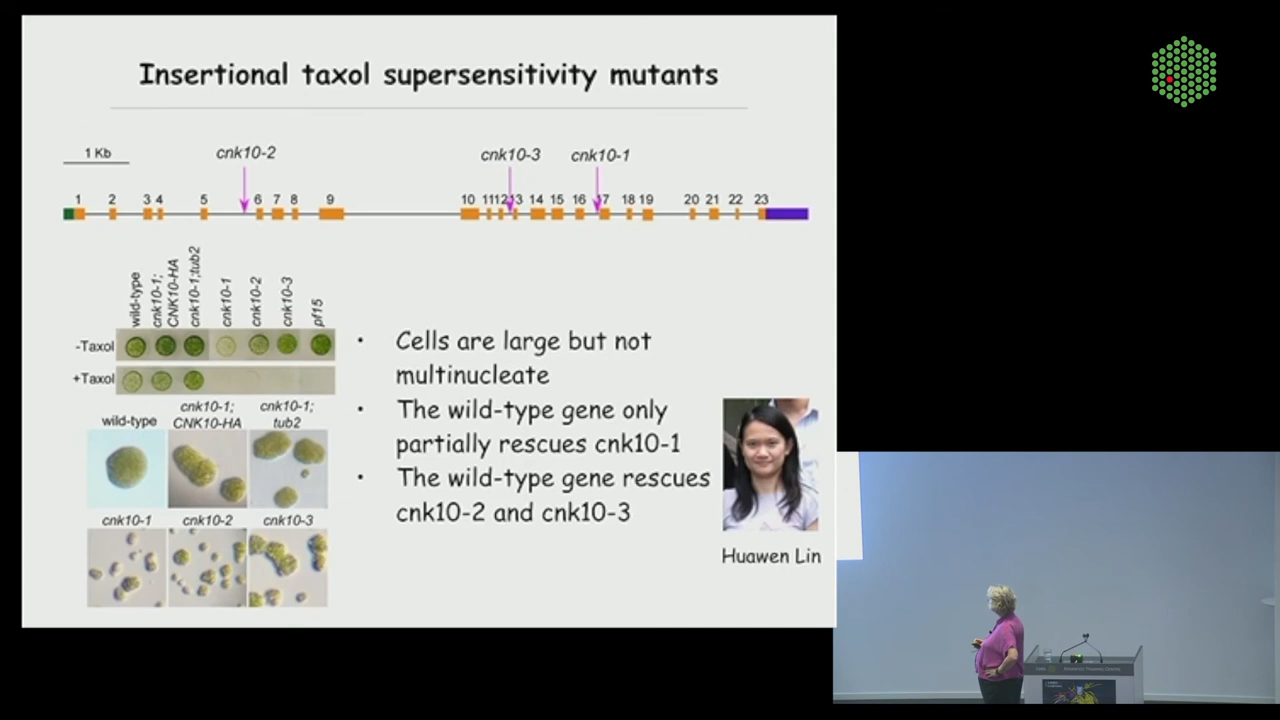 Insertional taxol supersensitivity mutants
1 Kb
cnk10-2
cnk10-3
cnk10-1
1 2 3 4 5 6 7 8 9 10 11 12 13 14 15 16 17 18 19 20 21 22 23
wild-type
cnk10-1;
CNK10-HA
cnk10-1;tub2
cnk10-1
cnk10-2
cnk10-3
pf15
-Taxol
+Taxol
wild-type
cnk10-1;
CNK10-HA
cnk10-1;
tub2
cnk10-1
cnk10-2
cnk10-3
• Cells are large but not
multinucleate
• The wild-type gene only
partially rescues cnk10-1
• The wild-type gene rescues
cnk10-2 and cnk10-3
Huawen Lin